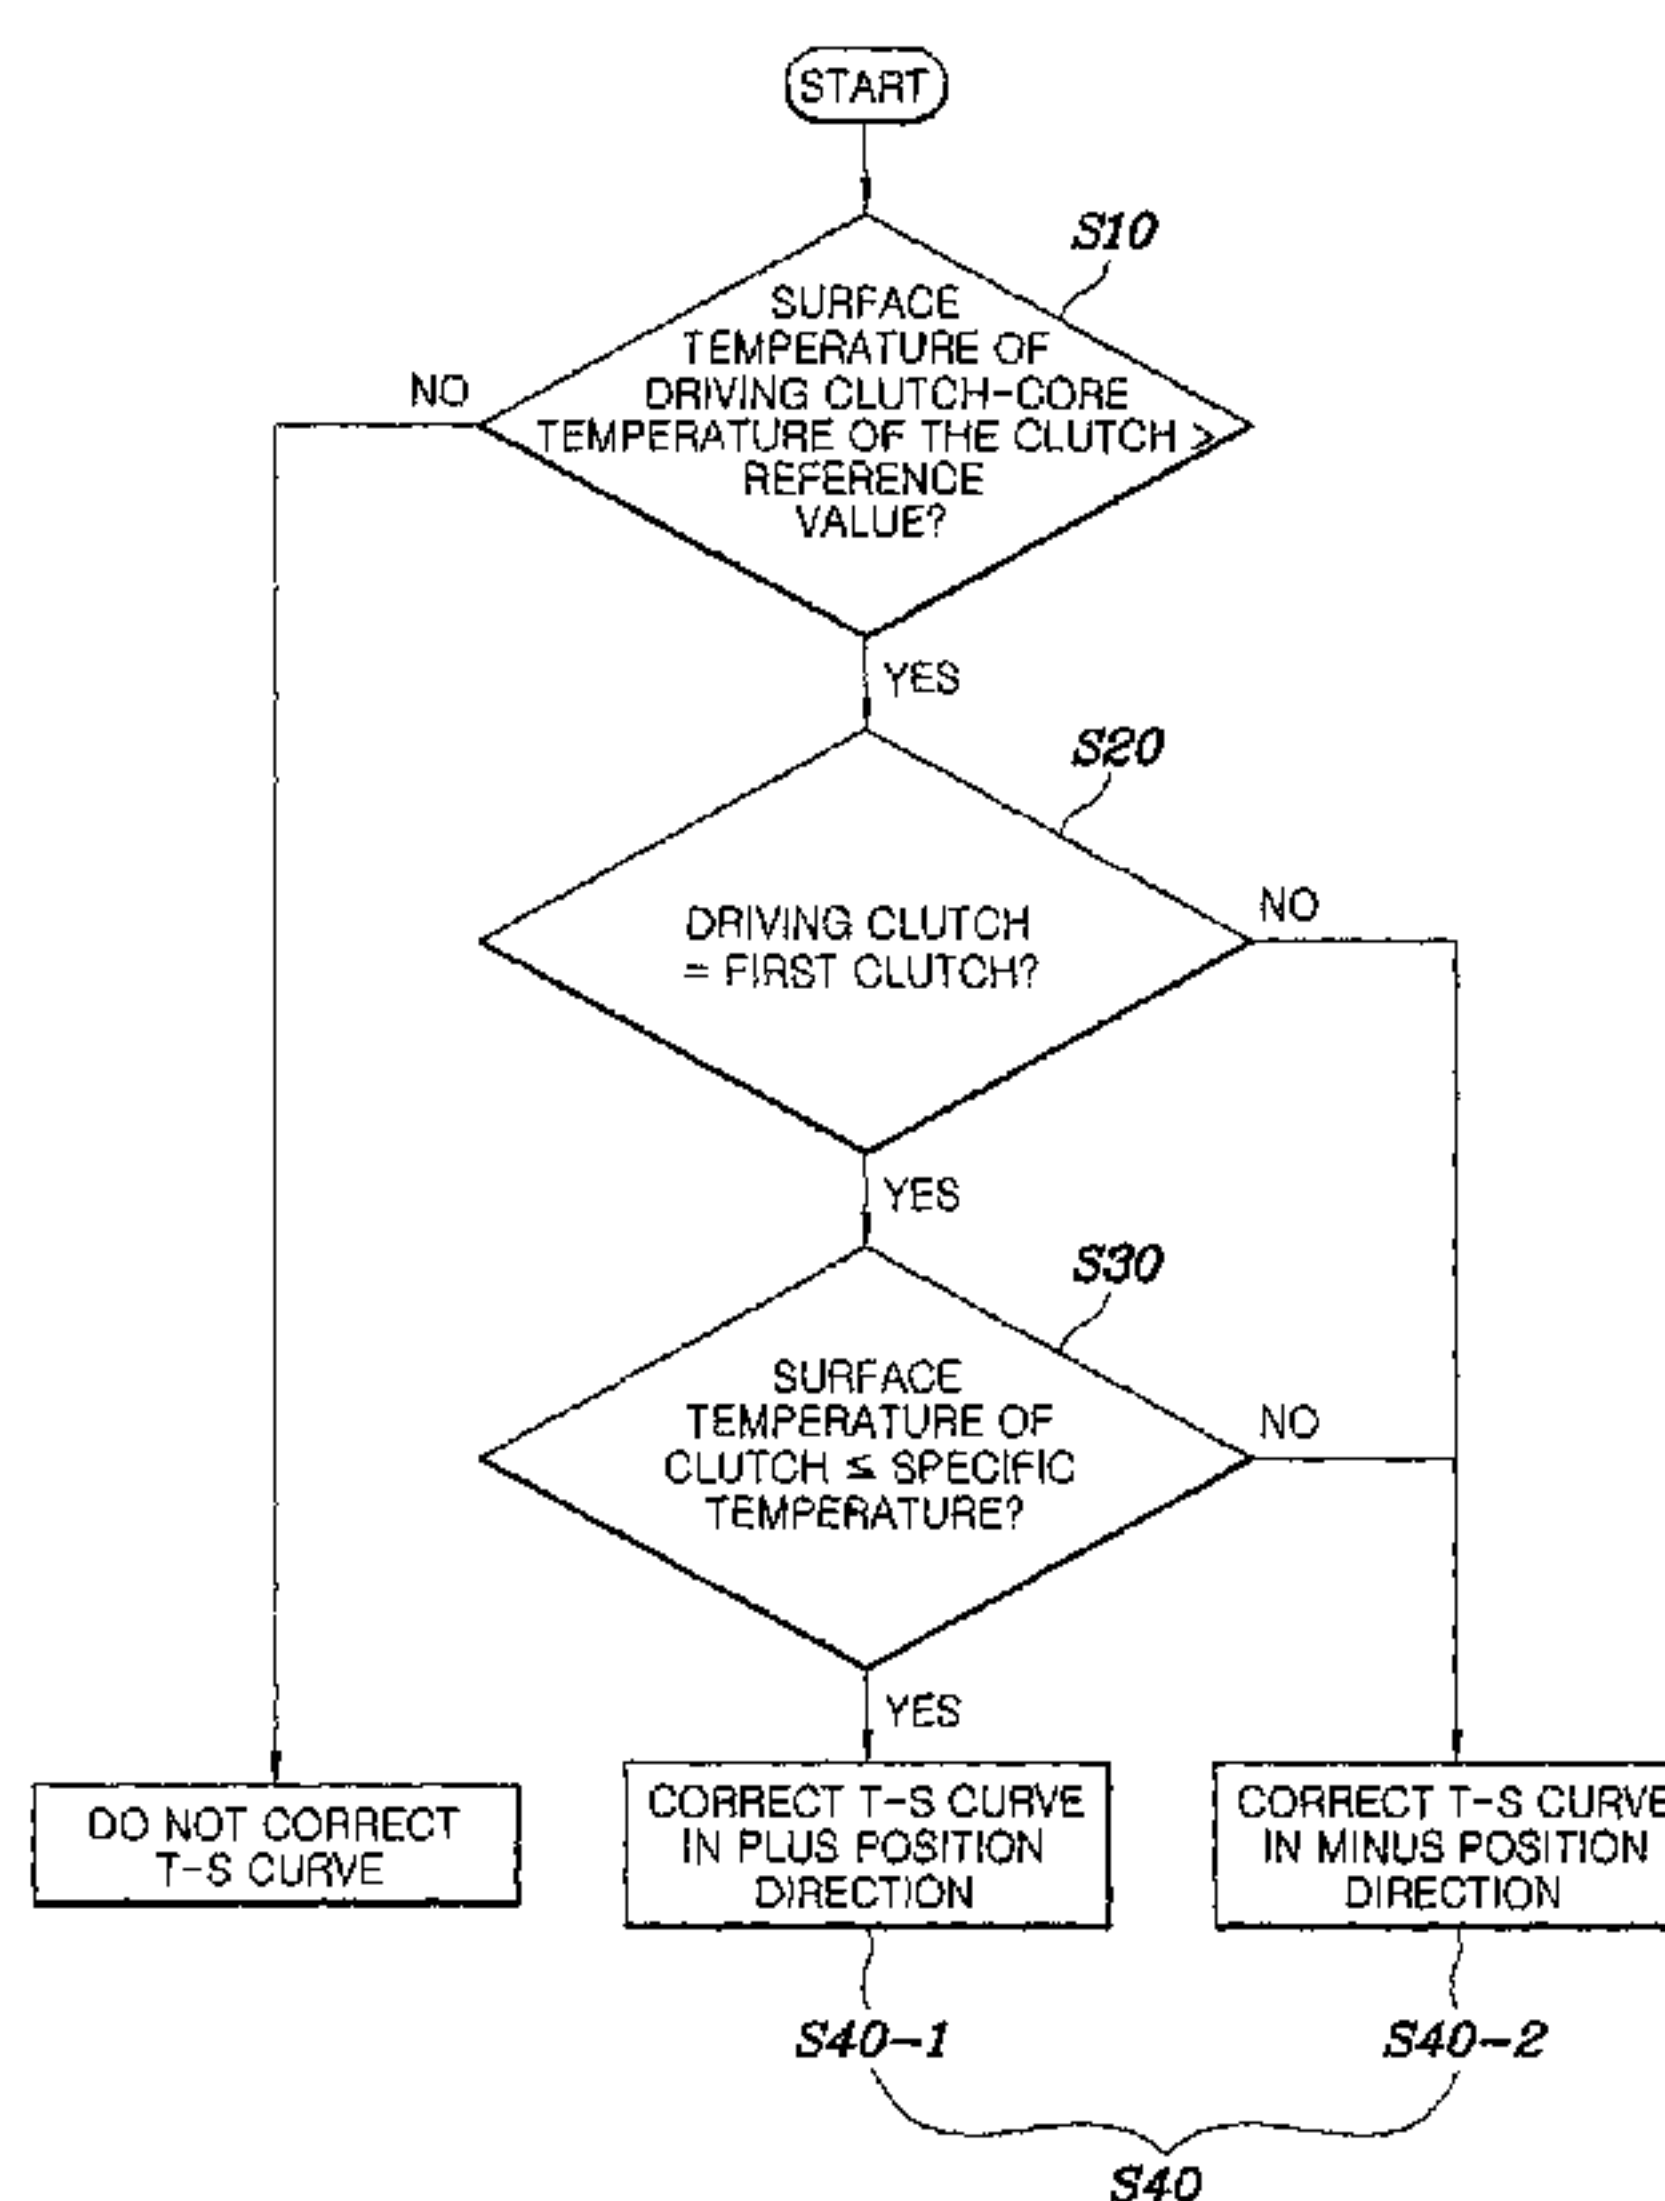 START
S10
SURFACE
TEMPERATURE OF
DRIVING CLUTCH-CORE
TEMPERATURE OF THE CLUTCH >
REFERENCE
VALUE?
NO
YES
S20
DRIVING CLUTCH
= FIRST CLUTCH?
NO
YES
S30
SURFACE
TEMPERATURE OF
CLUTCH ≤ SPECIFIC
TEMPERATURE?
NO
YES
DO NOT CORRECT
T-S CURVE
CORRECT T-S CURVE
IN PLUS POSITION
DIRECTION
CORRECT T-S CURVE
IN MINUS POSITION
DIRECTION
S40-1
S40-2
S40